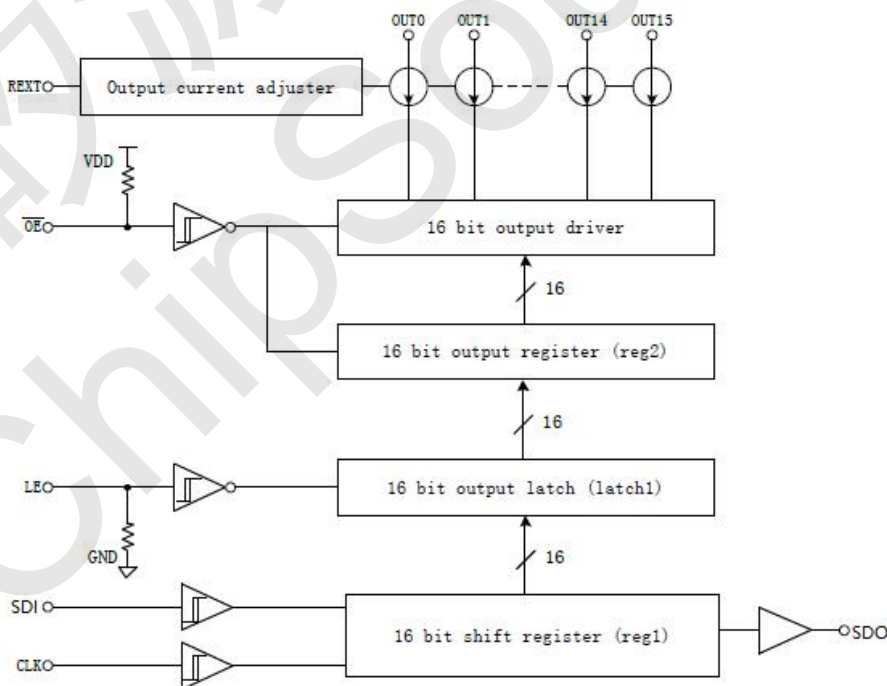 OUT0 OUT1 OUT14 OUT15
REXT
Output current adjuster
VDD
OE
16 bit output driver
16
16 bit output register (reg2)
16
LE
16 bit output latch (latch1)
GND
16
SDI
16 bit shift register (reg1)
SDO
CLK